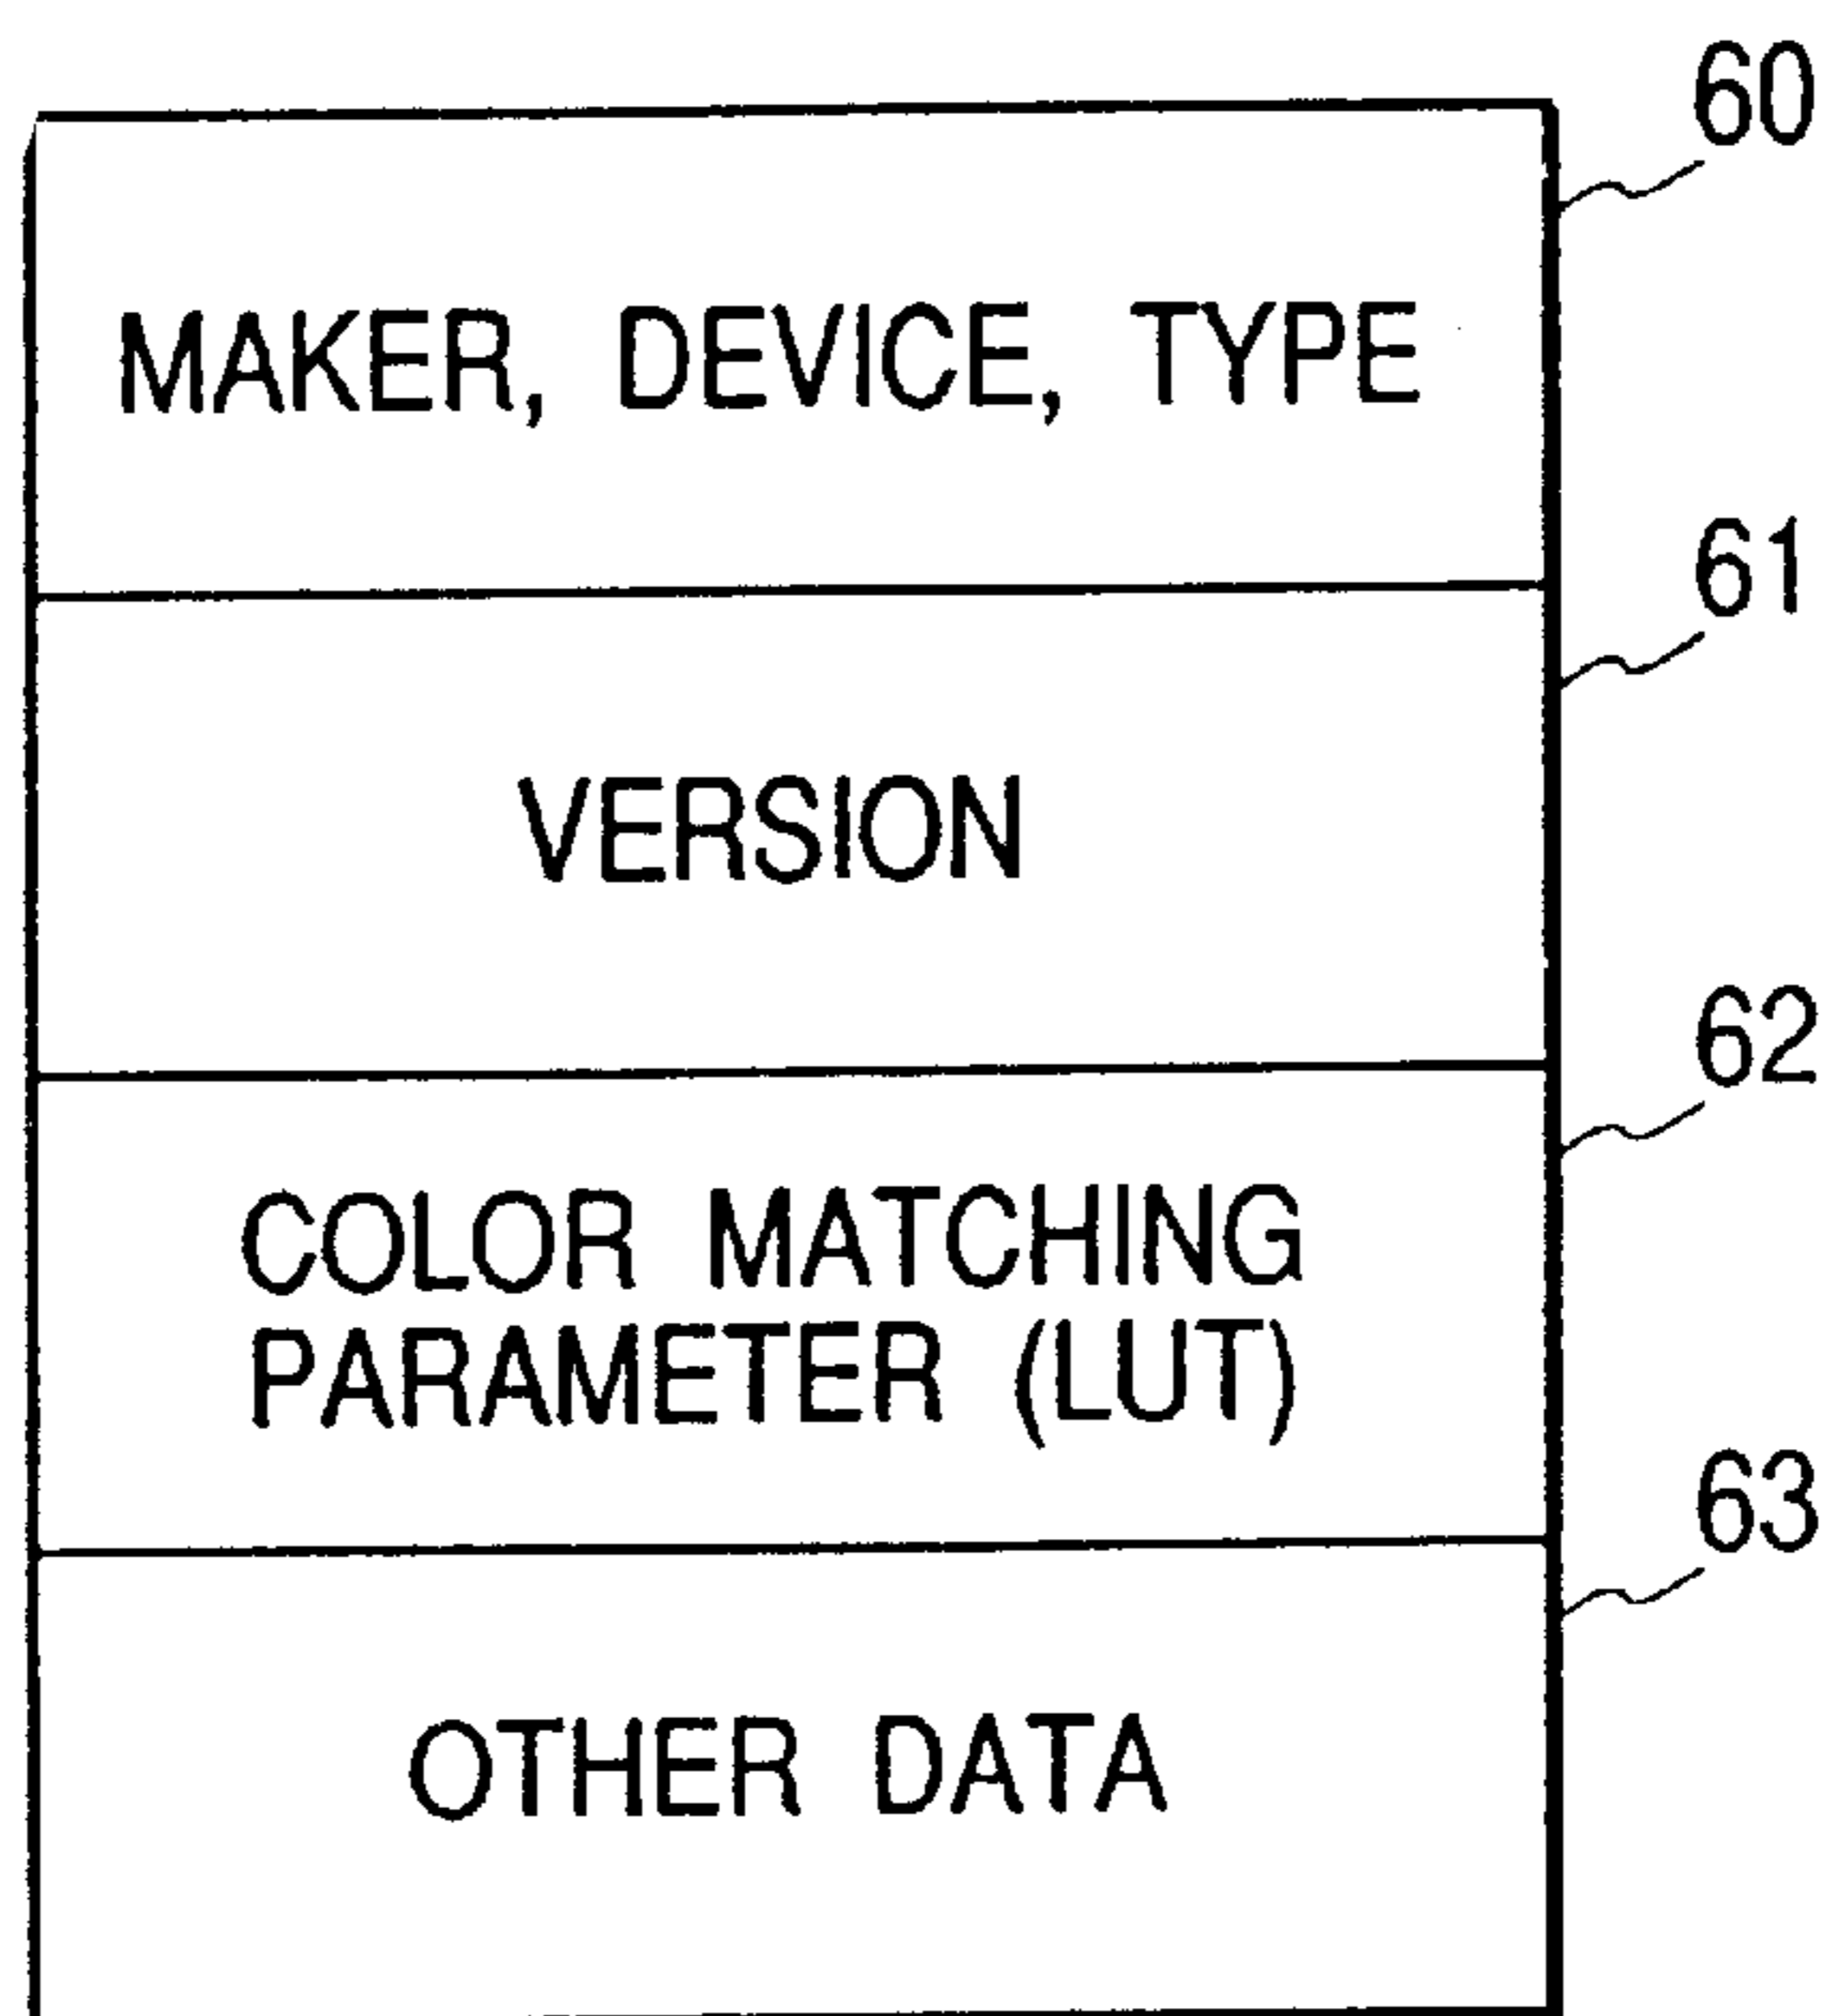 60
MAKER, DEVICE, TYPE
61
VERSION
62
COLOR MATCHING
PARAMETER (LUT)
63
OTHER DATA